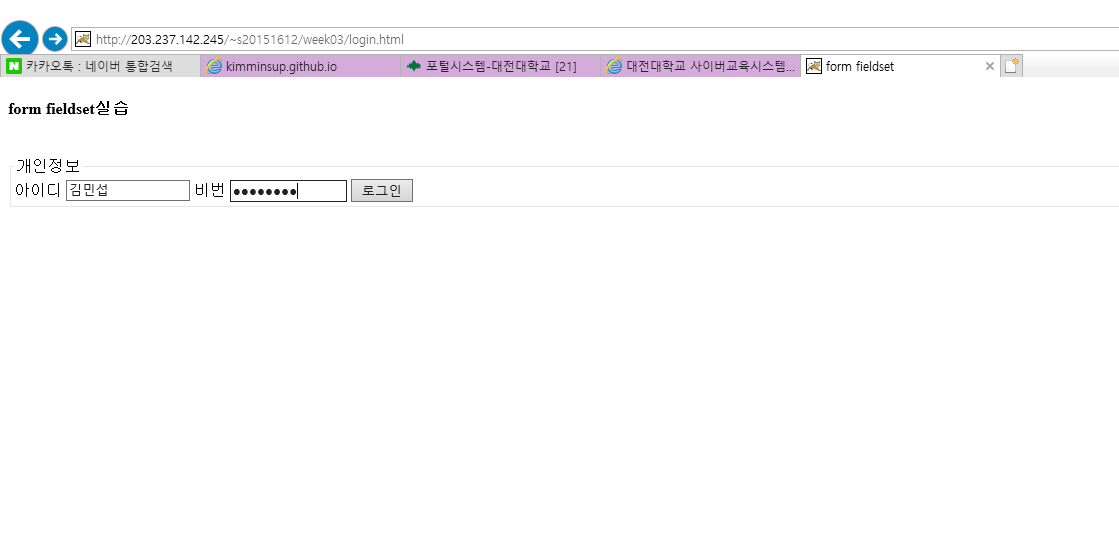 http://203.237.142.245/~s20151612/week03/login.html
카카오톡 : 네이버 통합검색 kimminsup.github.io 포털시스템-대전대학교 [21] 대전대학교 사이버교육시스템... form fieldset
form fieldset실습
개인정보
아이디 김민섭 비번 ●●●●●●●● 로그인